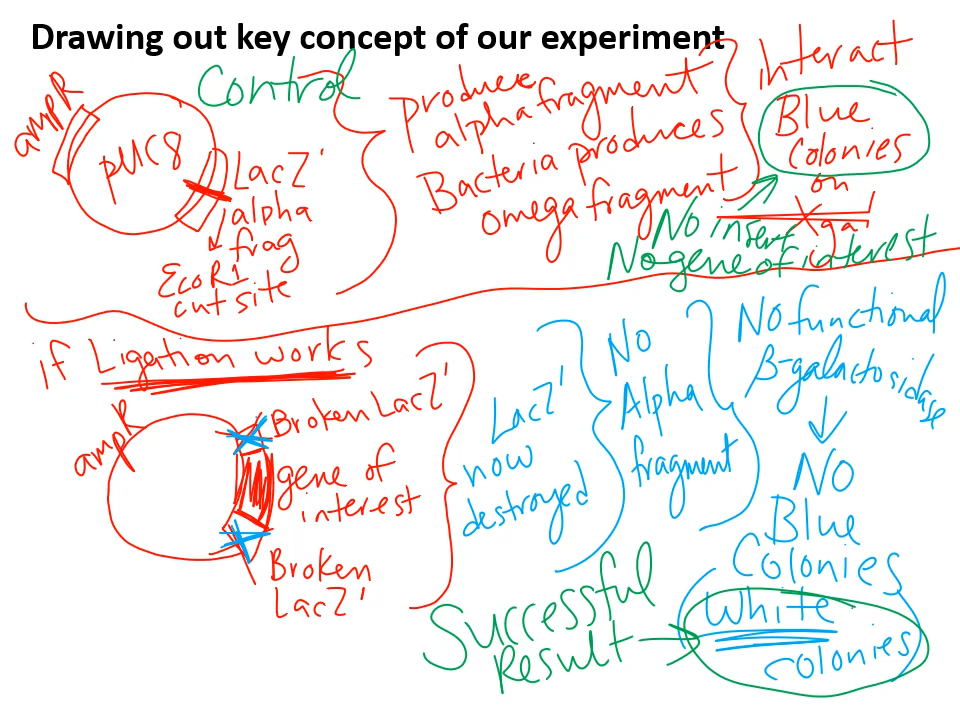 Drawing out key concept of our experiment
Control
ampR
pUC8
LacZ'
alpha
frag
EcoR1
cut site
produce
alpha fragment
Bacteria produces
omega fragment
Interact
Blue
Colonies
on
Xgal
No insert
No gene of interest
if Ligation works
ampR
Broken LacZ'
gene of
interest
Broken
LacZ'
LacZ'
now
destroyed
No
Alpha
fragment
No functional
β-galactosidase
NO
Blue
Colonies
White
colonies
Successful
Result